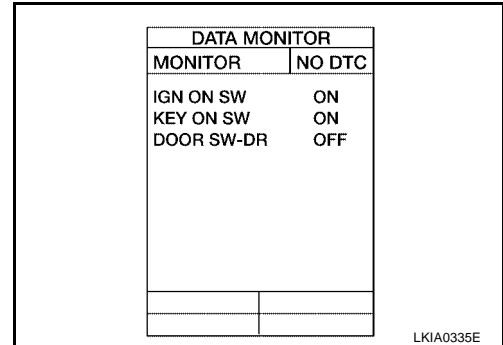 DATA MONITOR
MONITOR NO DTC
IGN ON SW ON
KEY ON SW ON
DOOR SW-DR OFF
LKIA0335E